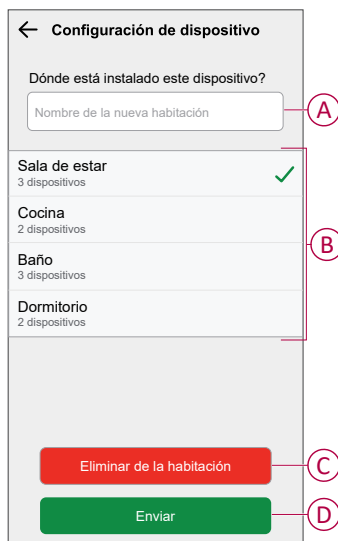 Configuración de dispositivo
Dónde está instalado este dispositivo?
Nombre de la nueva habitación
A
Sala de estar
3 dispositivos
Cocina
2 dispositivos
B
Baño
3 dispositivos
Dormitorio
2 dispositivos
Eliminar de la habitación
C
Enviar
D